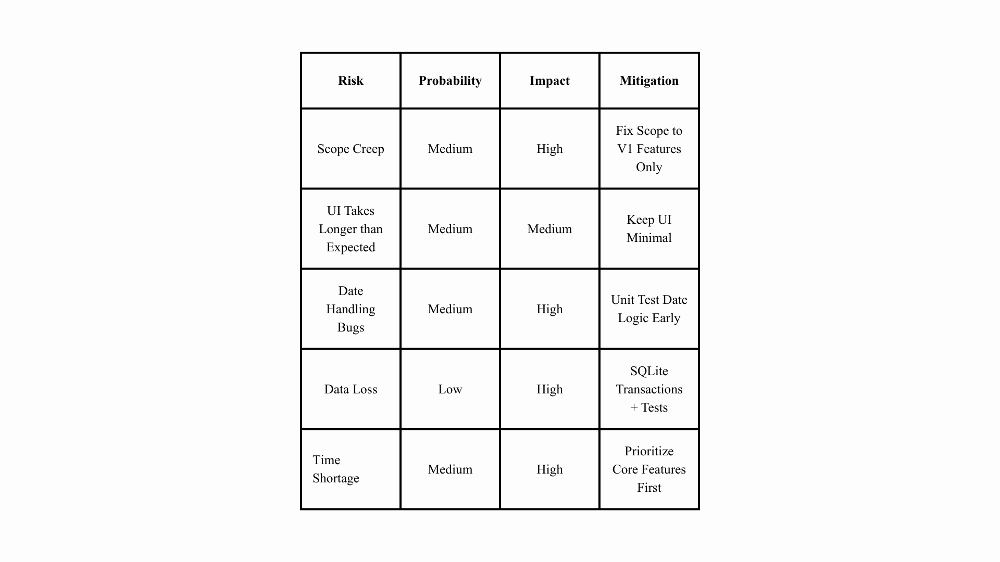 Risk
Probability
Impact
Mitigation
Scope Creep
Medium
High
Fix Scope to
V1 Features
Only
UI Takes
Longer than
Expected
Medium
Medium
Keep UI
Minimal
Date
Handling
Bugs
Medium
High
Unit Test Date
Logic Early
Data Loss
Low
High
SQLite
Transactions
+ Tests
Time
Shortage
Medium
High
Prioritize
Core Features
First